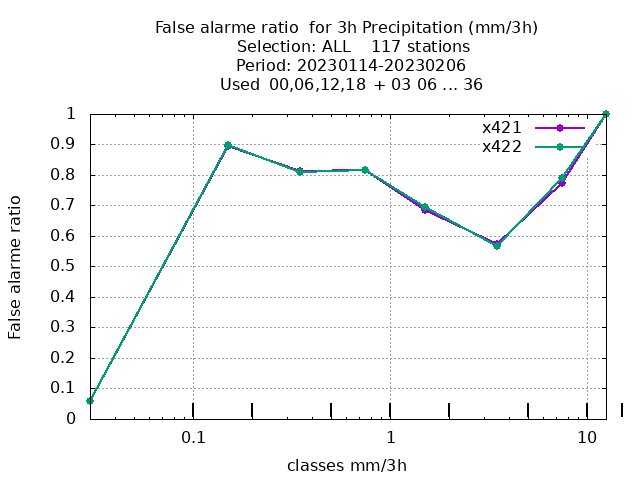 False alarme ratio  for 3h Precipitation (mm/3h)
Selection: ALL    117 stations
Period: 20230114-20230206
Used  00,06,12,18  + 03 06 ... 36
x421
x422
1
0.9
0.8
0.7
0.6
0.5
0.4
0.3
0.2
0.1
0
False alarme ratio
0.1 1 10
classes mm/3h